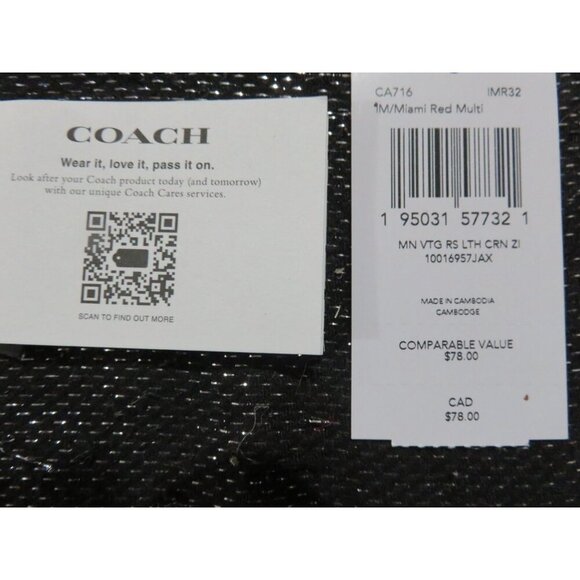 COACH
Wear it, love it, pass it on.
Look after your Coach product today (and tomorrow)
with our unique Coach Cares services.
SCAN TO FIND OUT MORE
CA716 IMR32
IM/Miami Red Multi
1 95031 57732 1
MN VTG RS LTH CRN ZI
10016957JAX
MADE IN CAMBODIA
CAMBODGE
COMPARABLE VALUE
$78.00
CAD
$78.00